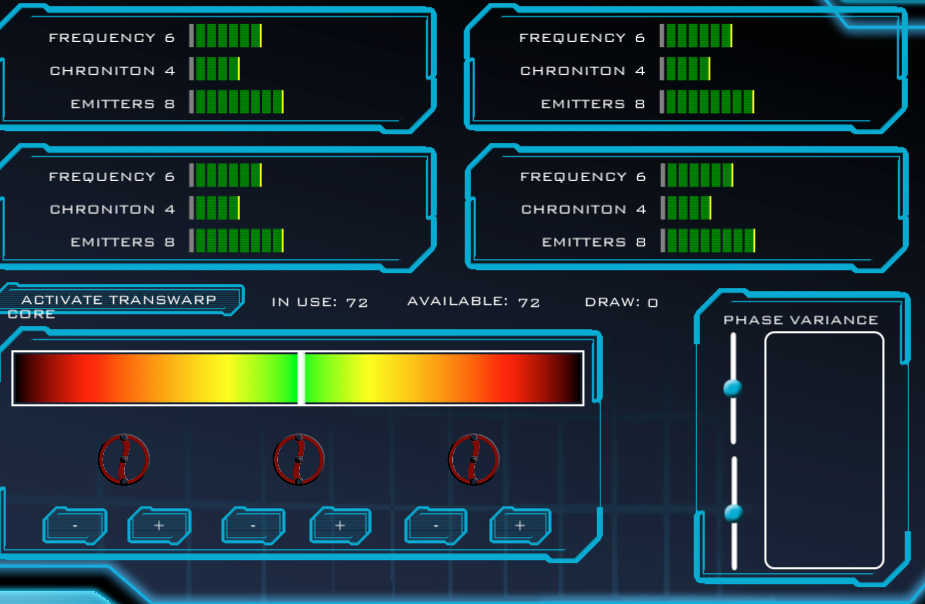 FREQUENCY 6
CHRONITON 4
EMITTERS 8
FREQUENCY 6
CHRONITON 4
EMITTERS 8
FREQUENCY 6
CHRONITON 4
EMITTERS 8
FREQUENCY 6
CHRONITON 4
EMITTERS 8
ACTIVATE TRANSWARP
CORE
IN USE: 72 AVAILABLE: 72 DRAW: 0
PHASE VARIANCE
- + - + - +